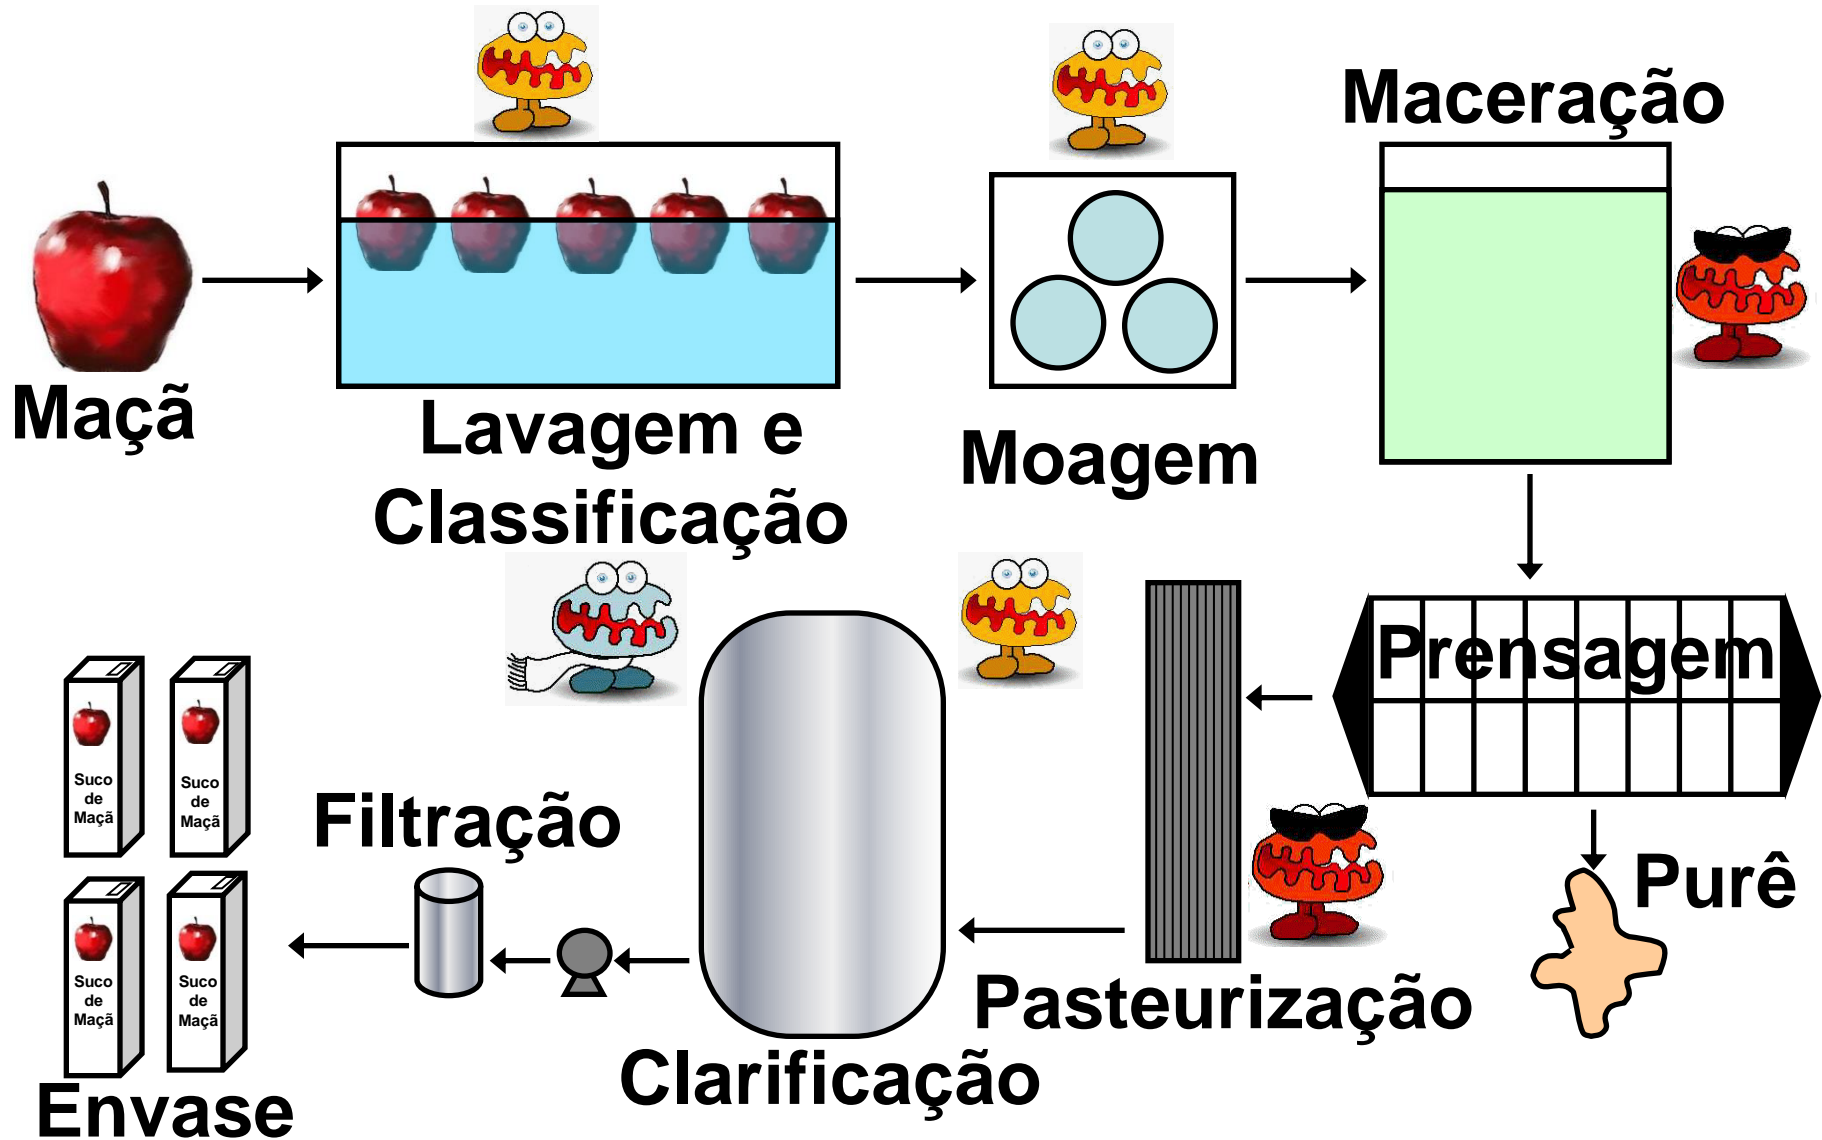 Maçã
Lavagem e
Classificação
Moagem
Maceração
Prensagem
Purê
Pasteurização
Clarificação
Filtração
Suco
de
Maçã
Suco
de
Maçã
Suco
de
Maçã
Suco
de
Maçã
Envase